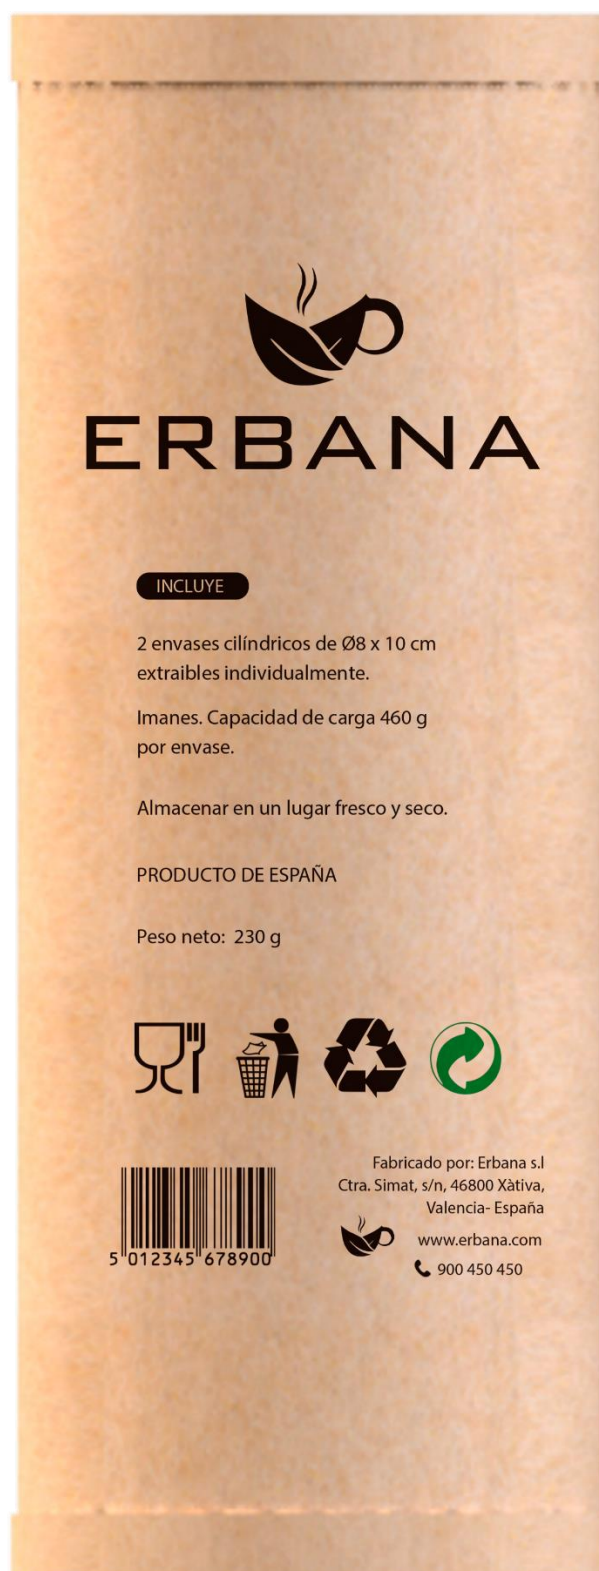 ERBANA
INCLUYE
2 envases cilíndricos de Ø8 x 10 cm
extraibles individualmente.
Imanes. Capacidad de carga 460 g
por envase.
Almacenar en un lugar fresco y seco.
PRODUCTO DE ESPAÑA
Peso neto: 230 g
5 012345 678900
Fabricado por: Erbana s.l
Ctra. Simat, s/n, 46800 Xàtiva,
Valencia- España
www.erbana.com
900 450 450